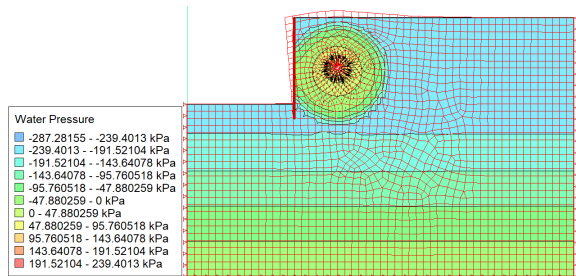 Water Pressure
-287.28155 - -239.4013 kPa
-239.4013 - -191.52104 kPa
-191.52104 - -143.64078 kPa
-143.64078 - -95.760518 kPa
-95.760518 - -47.880259 kPa
-47.880259 - 0 kPa
0 - 47.880259 kPa
47.880259 - 95.760518 kPa
95.760518 - 143.64078 kPa
143.64078 - 191.52104 kPa
191.52104 - 239.4013 kPa